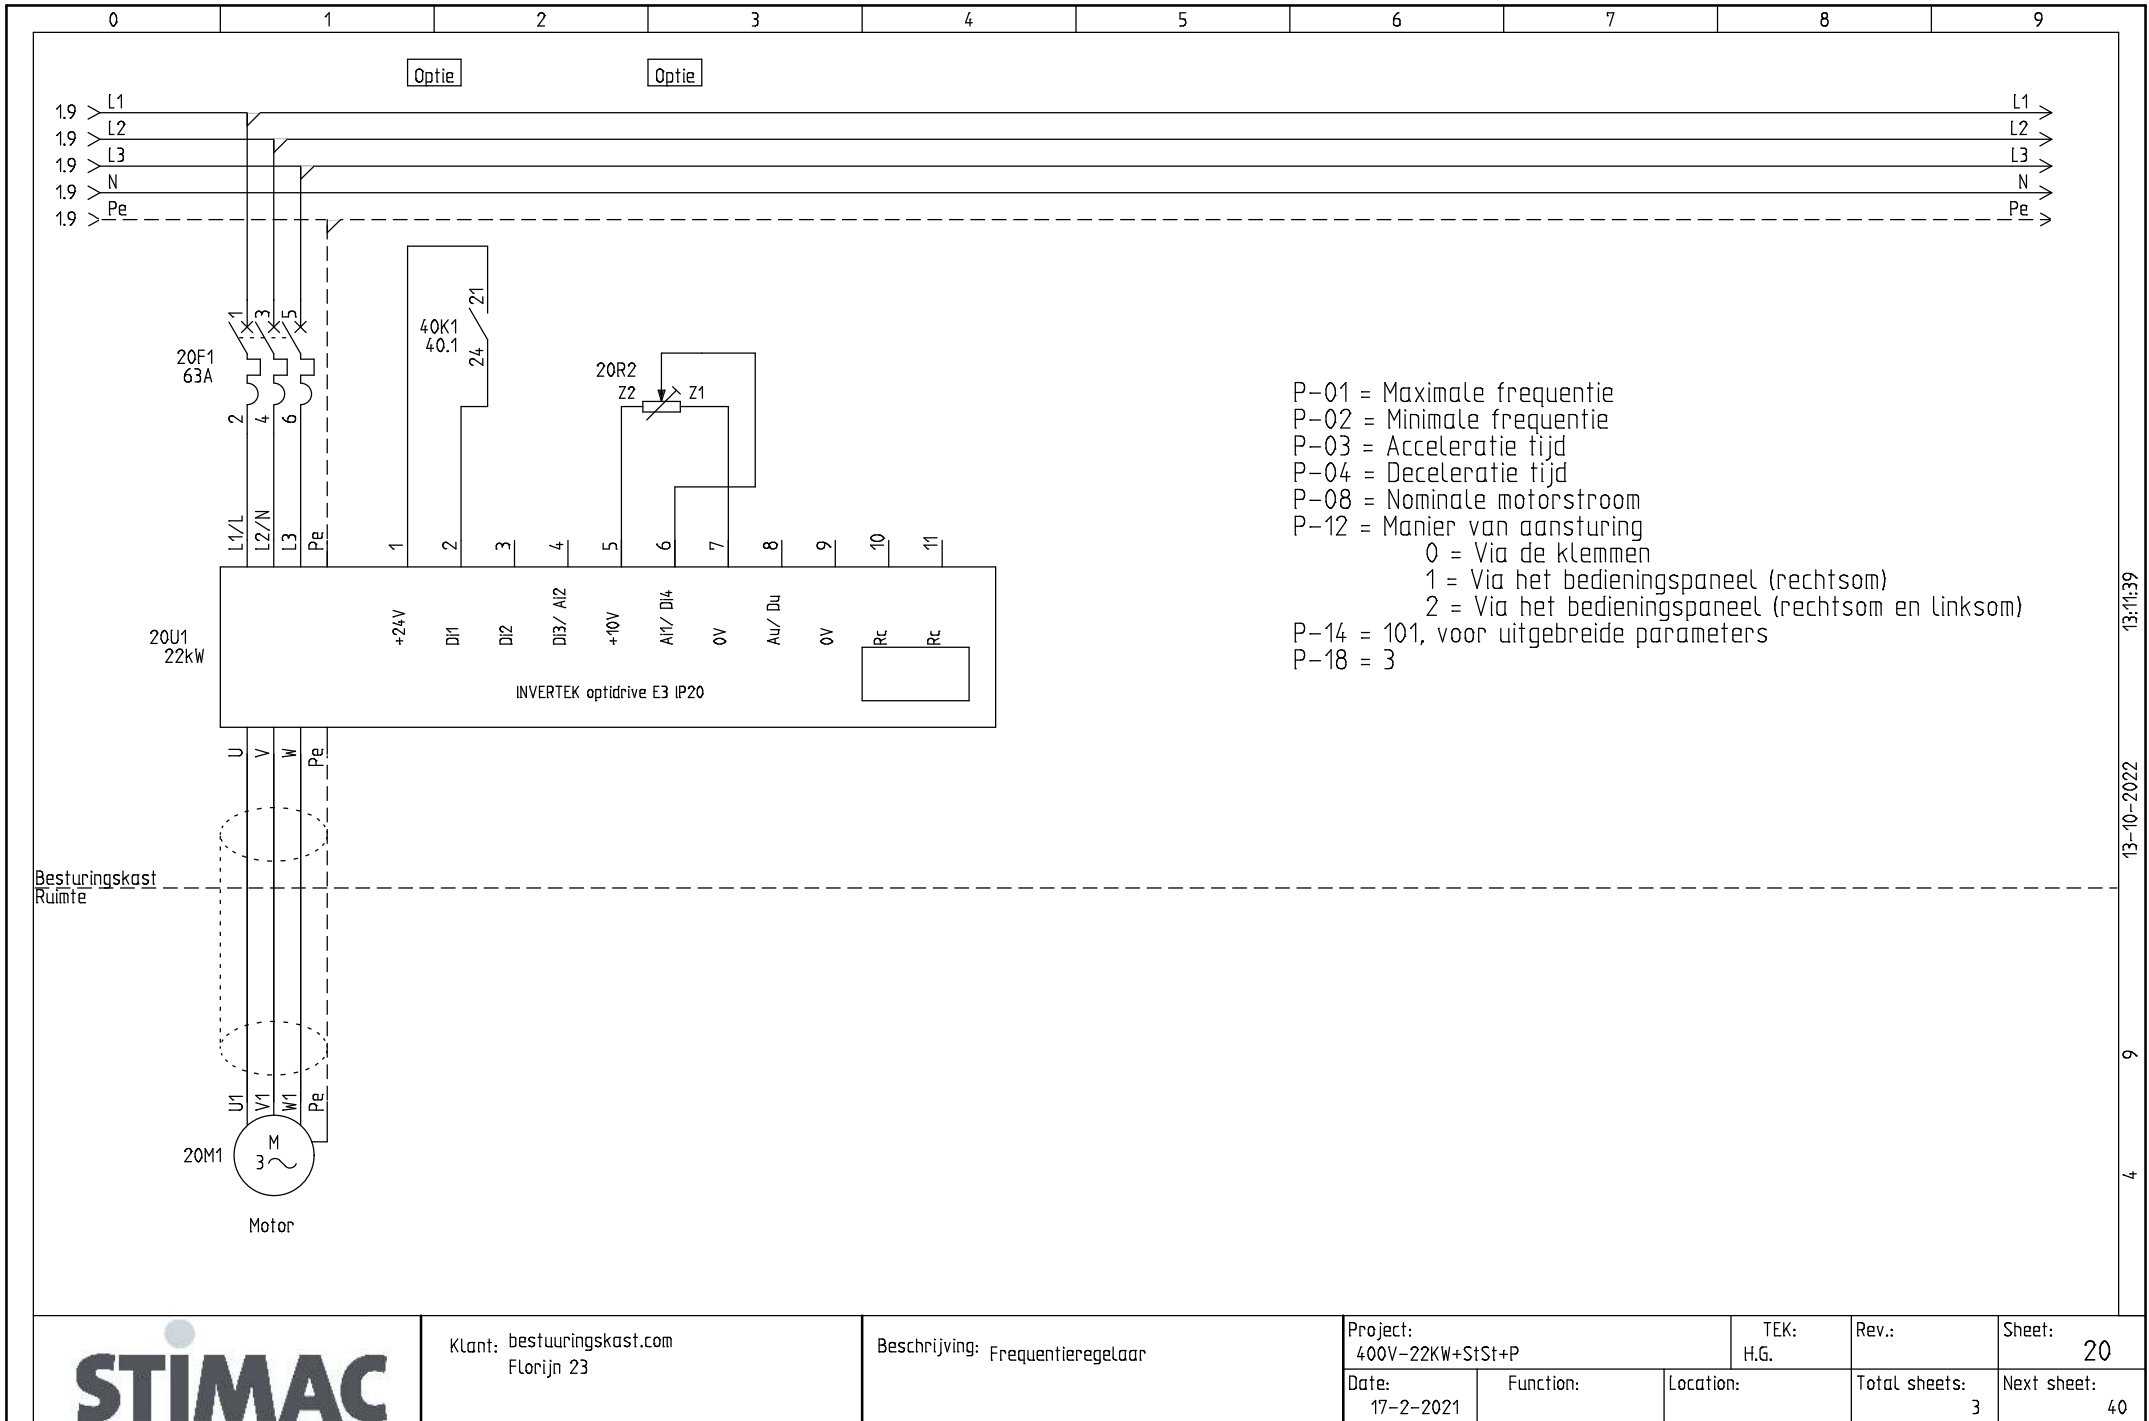 0 1 2 3 4 5 6 7 8 9
Optie Optie
1.9 L1 L1
1.9 L2 L2
1.9 L3 L3
1.9 N N
1.9 Pe Pe
20F1
63A
1 3 5
2 4 6
40K1
40.1
21
24
20R2
Z2 Z1
P-01 = Maximale frequentie
P-02 = Minimale frequentie
P-03 = Acceleratie tijd
P-04 = Deceleratie tijd
P-08 = Nominale motorstroom
P-12 = Manier van aansturing
0 = Via de klemmen
1 = Via het bedieningspaneel (rechtsom)
2 = Via het bedieningspaneel (rechtsom en linksom)
P-14 = 101, voor uitgebreide parameters
P-18 = 3
L1/L L2/N L3 Pe 1 2 3 4 5 6 7 8 9 10 11
+24V DI1 DI2 DI3/ Ai2 +10V Ai1/ DI4 0V Au/ Du 0V Rc Rc
20U1
22kW
INVERTEK optidrive E3 IP20
U V W Pe
Besturingskast
Ruimte
U1 V1 W1 Pe
20M1
M
3
Motor
13:11:39
13-10-2022
9
4
STIMAC
Klant: bestuuringskast.com
Florijn 23
Beschrijving: Frequentieregelaar
Project:
400V-22KW+StSt+P
TEK:
H.G.
Rev.:
Sheet:
20
Date:
17-2-2021
Function:
Location:
Total sheets:
3
Next sheet:
40